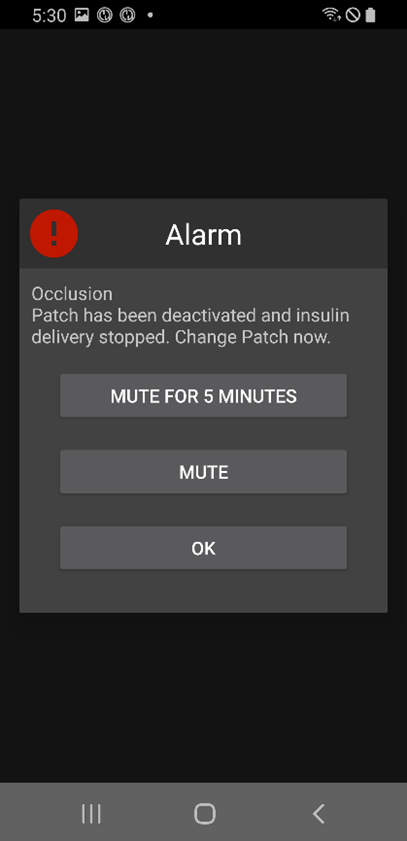 5:30
Alarm
Occlusion
Patch has been deactivated and insulin
delivery stopped. Change Patch now.
MUTE FOR 5 MINUTES
MUTE
OK